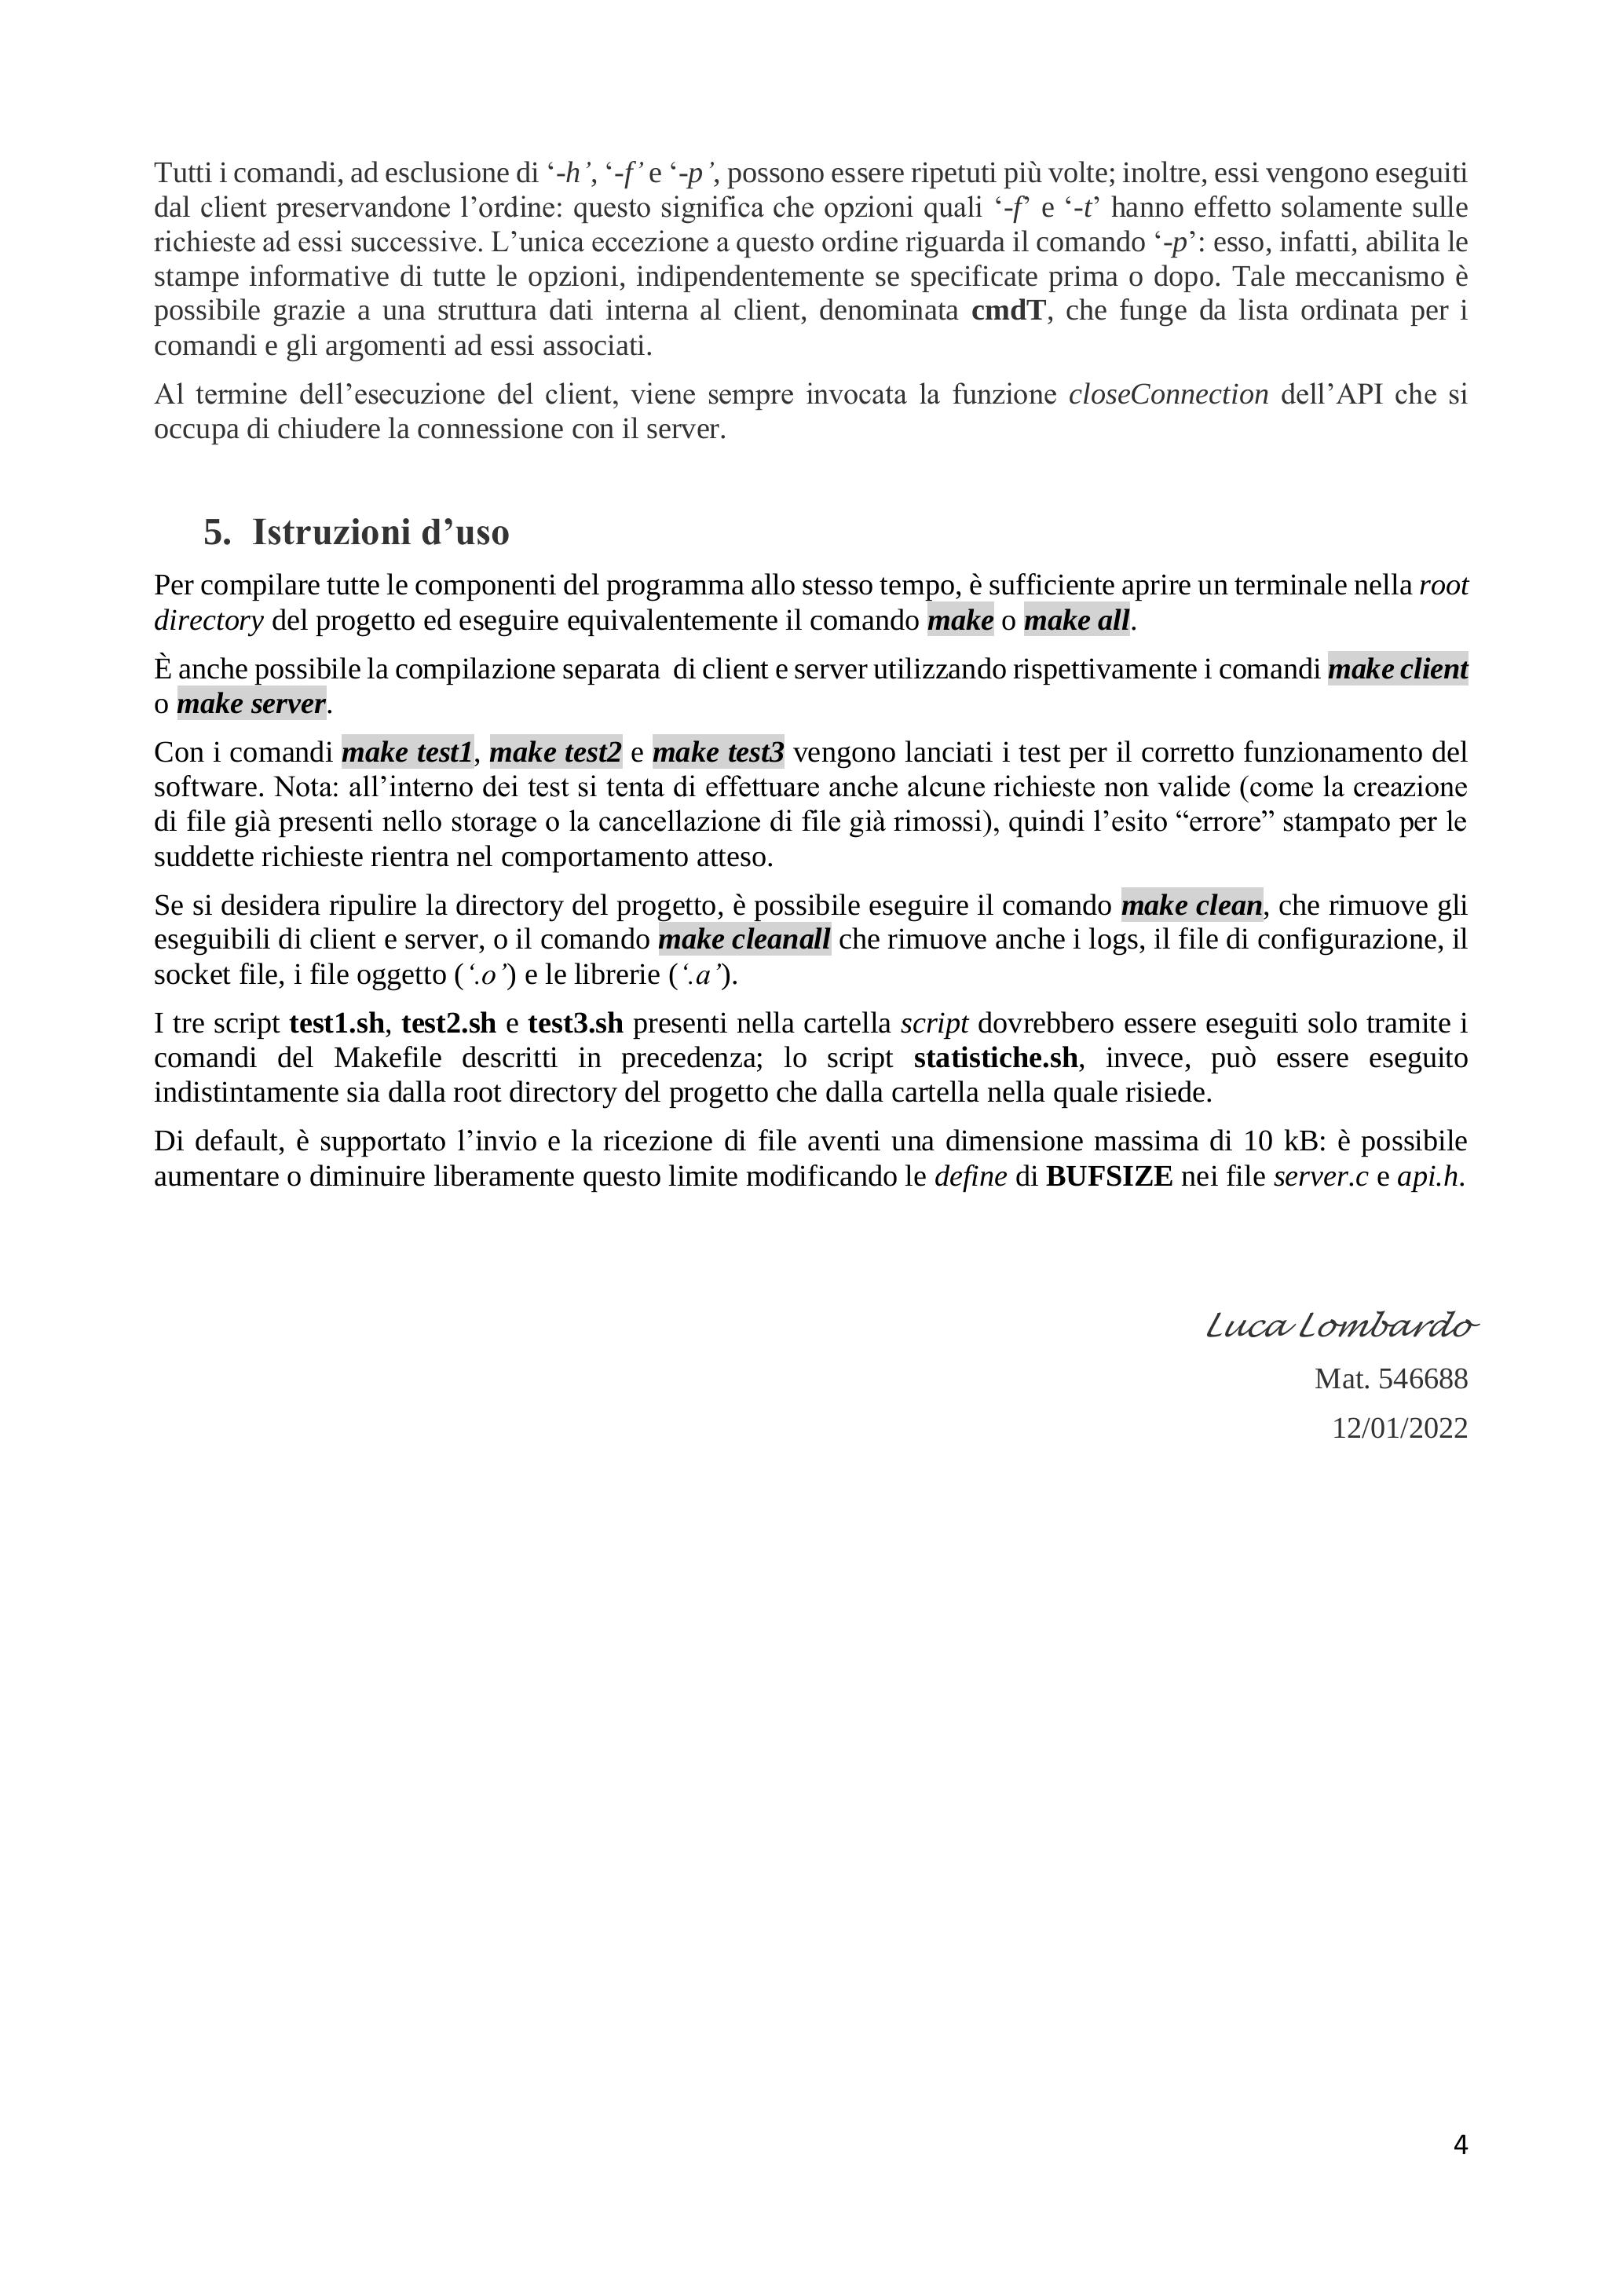 Tutti i comandi, ad esclusione di ‘-h’, ‘-f’ e ‘-p’, possono essere ripetuti più volte; inoltre, essi vengono eseguiti
dal client preservandone l’ordine: questo significa che opzioni quali ‘-f’ e ‘-t’ hanno effetto solamente sulle
richieste ad essi successive. L’unica eccezione a questo ordine riguarda il comando ‘-p’: esso, infatti, abilita le
stampe informative di tutte le opzioni, indipendentemente se specificate prima o dopo. Tale meccanismo è
possibile grazie a una struttura dati interna al client, denominata cmdT, che funge da lista ordinata per i
comandi e gli argomenti ad essi associati.
Al termine dell’esecuzione del client, viene sempre invocata la funzione closeConnection dell’API che si
occupa di chiudere la connessione con il server.
5. Istruzioni d’uso
Per compilare tutte le componenti del programma allo stesso tempo, è sufficiente aprire un terminale nella root
directory del progetto ed eseguire equivalentemente il comando make o make all.
È anche possibile la compilazione separata di client e server utilizzando rispettivamente i comandi make client
o make server.
Con i comandi make test1, make test2 e make test3 vengono lanciati i test per il corretto funzionamento del
software. Nota: all’interno dei test si tenta di effettuare anche alcune richieste non valide (come la creazione
di file già presenti nello storage o la cancellazione di file già rimossi), quindi l’esito “errore” stampato per le
suddette richieste rientra nel comportamento atteso.
Se si desidera ripulire la directory del progetto, è possibile eseguire il comando make clean, che rimuove gli
eseguibili di client e server, o il comando make cleanall che rimuove anche i logs, il file di configurazione, il
socket file, i file oggetto (‘.o’) e le librerie (‘.a’).
I tre script test1.sh, test2.sh e test3.sh presenti nella cartella script dovrebbero essere eseguiti solo tramite i
comandi del Makefile descritti in precedenza; lo script statistiche.sh, invece, può essere eseguito
indistintamente sia dalla root directory del progetto che dalla cartella nella quale risiede.
Di default, è supportato l’invio e la ricezione di file aventi una dimensione massima di 10 kB: è possibile
aumentare o diminuire liberamente questo limite modificando le define di BUFSIZE nei file server.c e api.h.
Luca Lombardo
Mat. 546688
12/01/2022
4